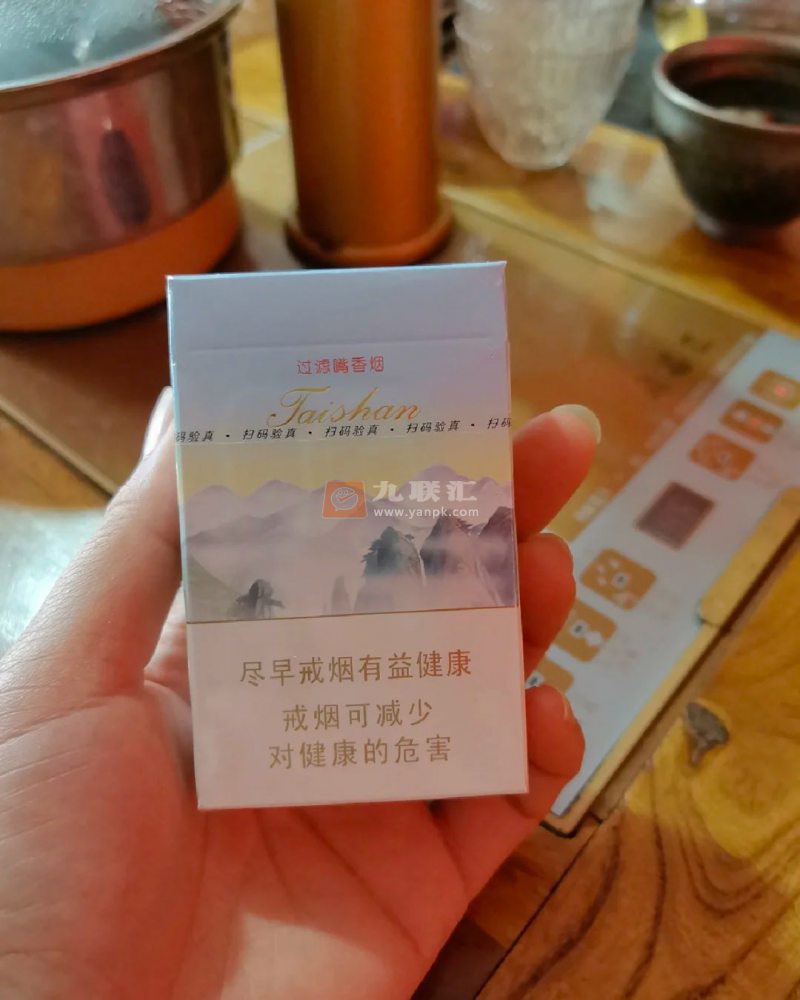 过滤嘴香烟
Taishan
码验真 · 扫码验真 · 扫码验真 · 扫码验真 · 扫码
九联汇
www.yanpk.com
尽早戒烟有益健康
戒烟可减少
对健康的危害